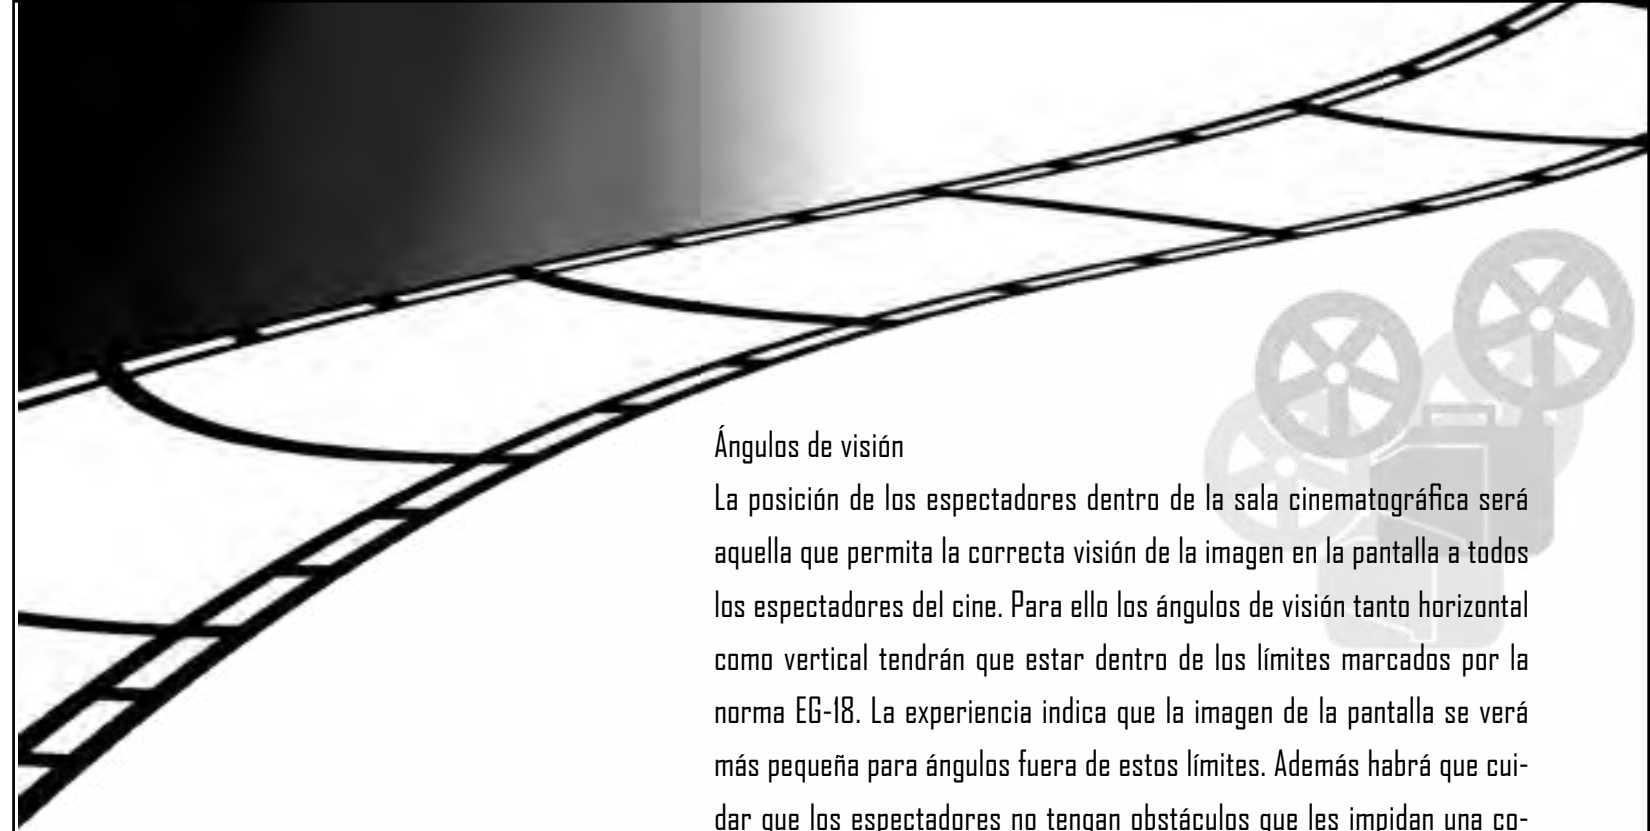 Ángulos de visión
La posición de los espectadores dentro de la sala cinematográfica será
aquella que permita la correcta visión de la imagen en la pantalla a todos
los espectadores del cine. Para ello los ángulos de visión tanto horizontal
como vertical tendrán que estar dentro de los límites marcados por la
norma EG-18. La experiencia indica que la imagen de la pantalla se verá
más pequeña para ángulos fuera de estos límites. Además habrá que cui-
dar que los espectadores no tengan obstáculos que les impidan una co-